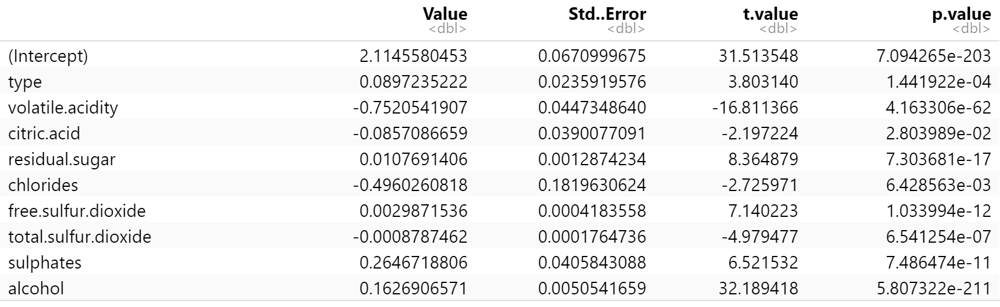 Value Std..Error t.value p.value
<dbl> <dbl> <dbl> <dbl>
(Intercept) 2.1145580453 0.0670999675 31.513548 7.094265e-203
type 0.0897235222 0.0235919576 3.803140 1.441922e-04
volatile.acidity -0.7520541907 0.0447348640 -16.811366 4.163306e-62
citric.acid -0.0857086659 0.0390077091 -2.197224 2.803989e-02
residual.sugar 0.0107691406 0.0012874234 8.364879 7.303681e-17
chlorides -0.4960260818 0.1819630624 -2.725971 6.428563e-03
free.sulfur.dioxide 0.0029871536 0.0004183558 7.140223 1.033994e-12
total.sulfur.dioxide -0.0008787462 0.0001764736 -4.979477 6.541254e-07
sulphates 0.2646718806 0.0405843088 6.521532 7.486474e-11
alcohol 0.1626906571 0.0050541659 32.189418 5.807322e-211